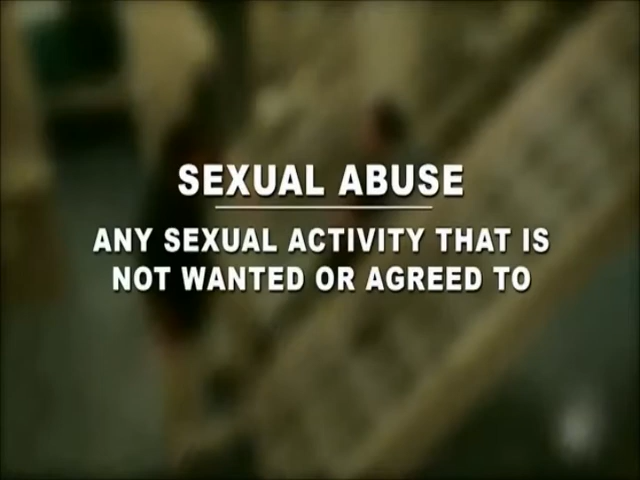 SEXUAL ABUSE
ANY SEXUAL ACTIVITY THAT IS
NOT WANTED OR AGREED TO